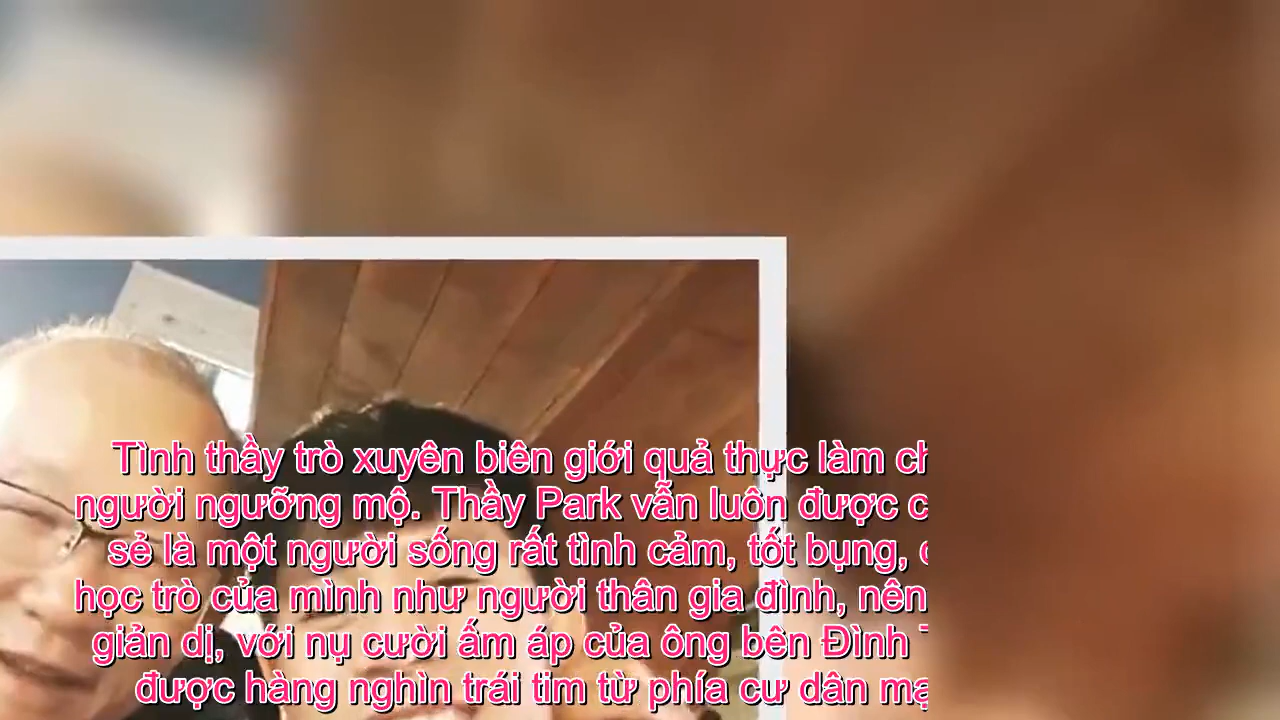 Tình thầy trò xuyên biên giới quả thực làm
người ngưỡng mộ. Thầy Park vẫn luôn được
sẻ là một người sống rất tình cảm, tốt bụng,
học trò của mình như người thân gia đình, nên
giản dị, với nụ cười ấm áp của ông bên Đình
được hàng nghìn trái tim từ phía cư dân